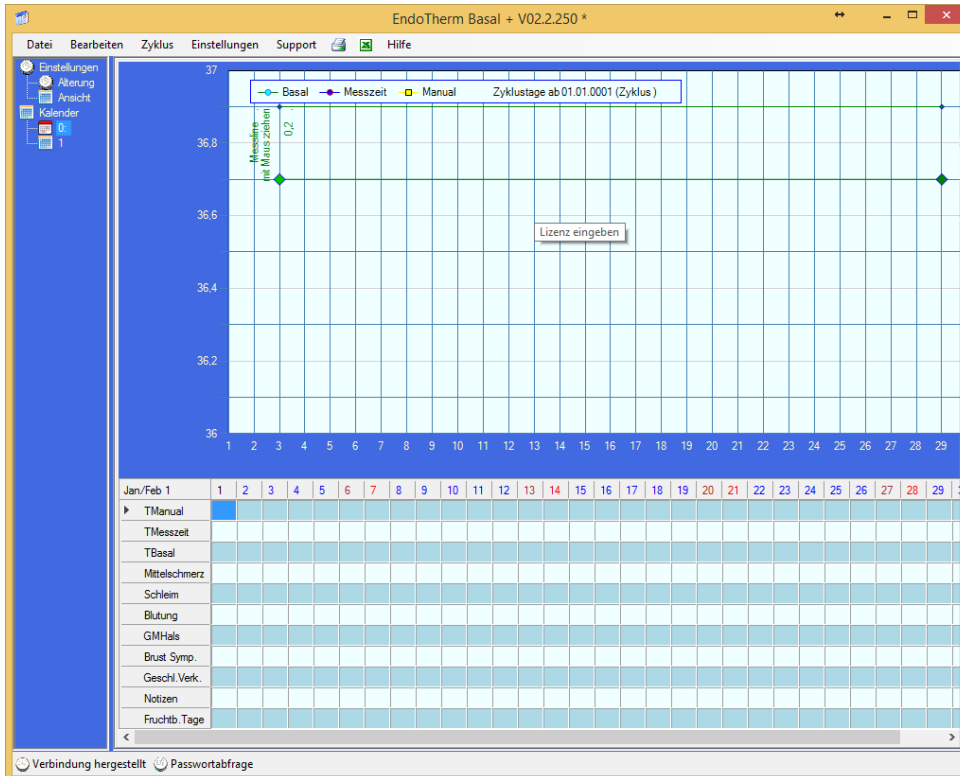 EndoTherm Basal + V02.2.250 *
Datei Bearbeiten Zyklus Einstellungen Support Hilfe
Einstellungen
Alterung
Ansicht
Kalender
0:
1
Basal Messzeit Manual Zyklustage ab 01.01.0001 (Zyklus )
Messline
mit Maus ziehen
0,2
37
36,8
36,6
36,4
36,2
36
Lizenz eingeben
1 2 3 4 5 6 7 8 9 10 11 12 13 14 15 16 17 18 19 20 21 22 23 24 25 26 27 28 29
Jan/Feb 1 1 2 3 4 5 6 7 8 9 10 11 12 13 14 15 16 17 18 19 20 21 22 23 24 25 26 27 28 29
TManual
TMesszeit
TBasal
Mittelschmerz
Schleim
Blutung
GMHals
Brust Symp.
Geschl.Verk.
Notizen
Fruchtb.Tage
Verbindung hergestellt Passwortabfrage